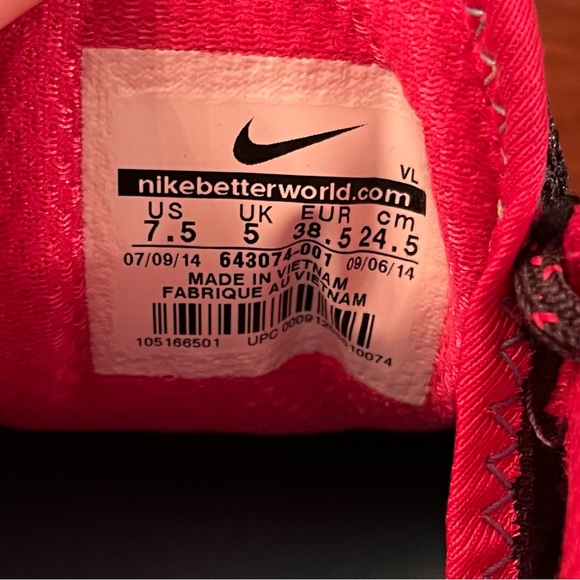 VL
nikebetterworld.com
US UK EUR cm
7.5 5 38.5 24.5
07/09/14 643074-001 09/06/14
MADE IN VIETNAM
FABRIQUE AU VIETNAM
105166501 UPC